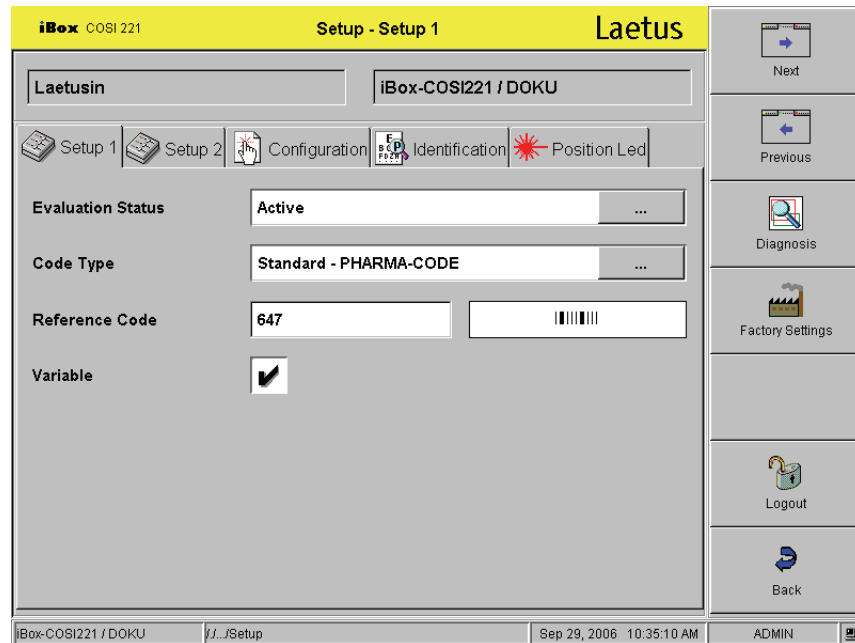 iBox COSI 221
Setup - Setup 1
Laetus
Laetusin
iBox-COSI221 / DOKU
Setup 1
Setup 2
Configuration
Identification
Position Led
Evaluation Status
Active
...
Code Type
Standard - PHARMA-CODE
...
Reference Code
647
Variable
Next
Previous
Diagnosis
Factory Settings
Logout
Back
iBox-COSI221 / DOKU
/./.../Setup
Sep 29, 2006 10:35:10 AM
ADMIN